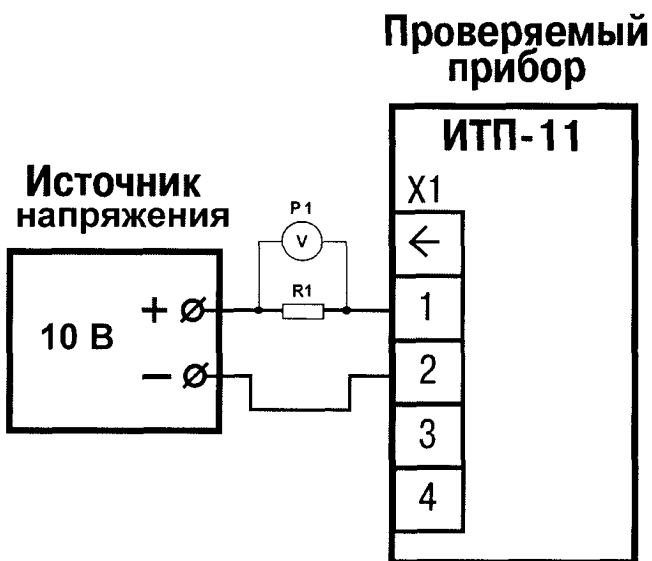 Проверяемый
прибор
ИТП-11
Источник
напряжения
X1
P1
V
←
R1
1
+
10 В
2
−
3
4